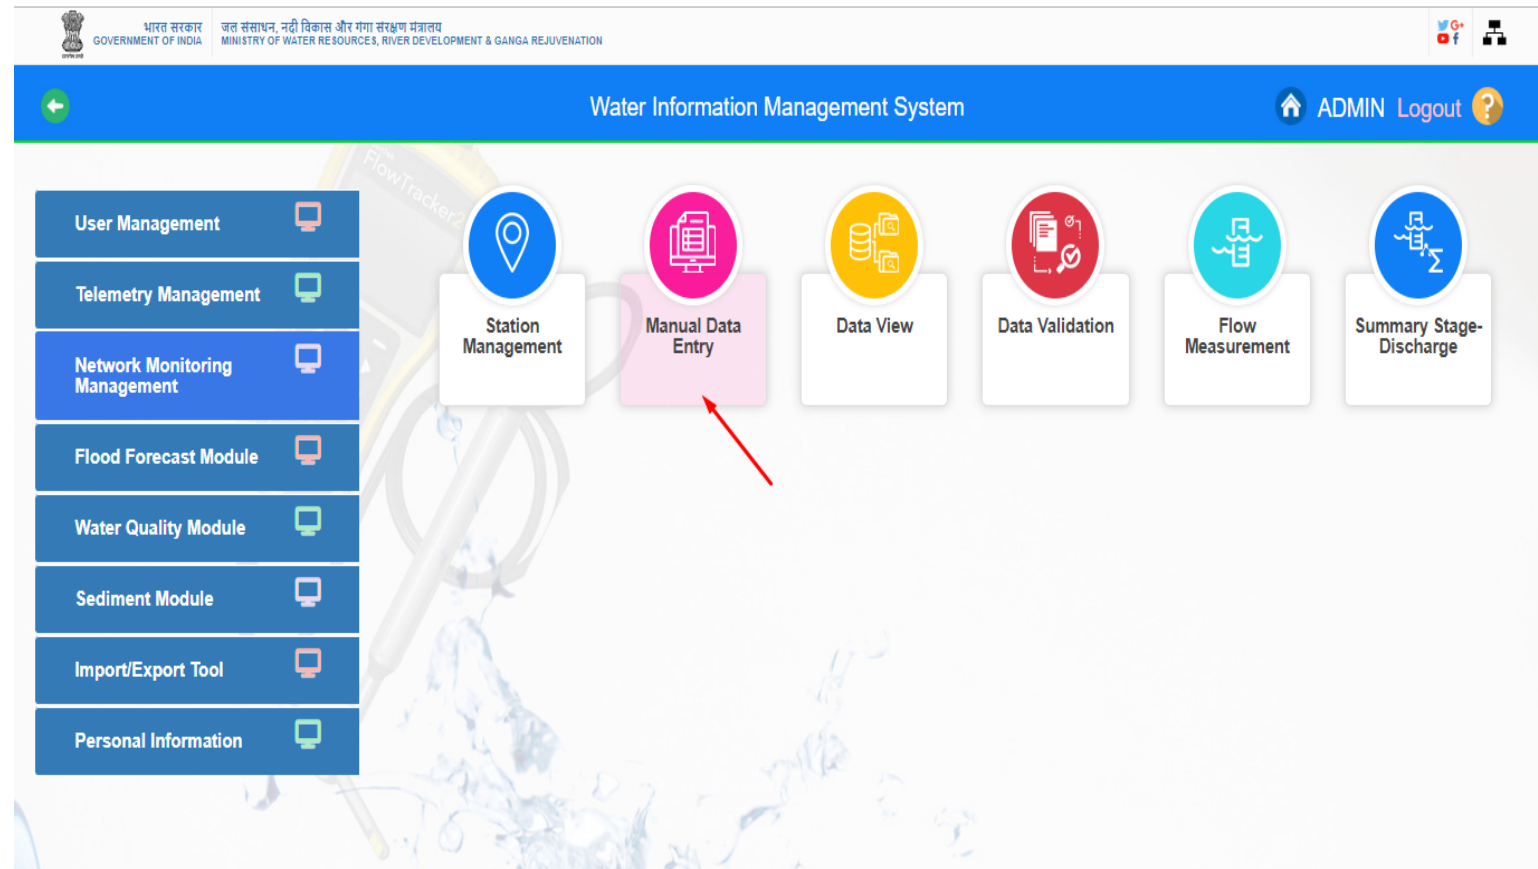 भारत सरकार
GOVERNMENT OF INDIA
जल संसाधन, नदी विकास और गंगा संरक्षण मंत्रालय
MINISTRY OF WATER RESOURCES, RIVER DEVELOPMENT & GANGA REJUVENATION
Water Information Management System
ADMIN Logout
User Management
Telemetry Management
Network Monitoring
Management
Flood Forecast Module
Water Quality Module
Sediment Module
Import/Export Tool
Personal Information
FlowTracker2
Station
Management
Manual Data
Entry
Data View
Data Validation
Flow
Measurement
Summary Stage-
Discharge